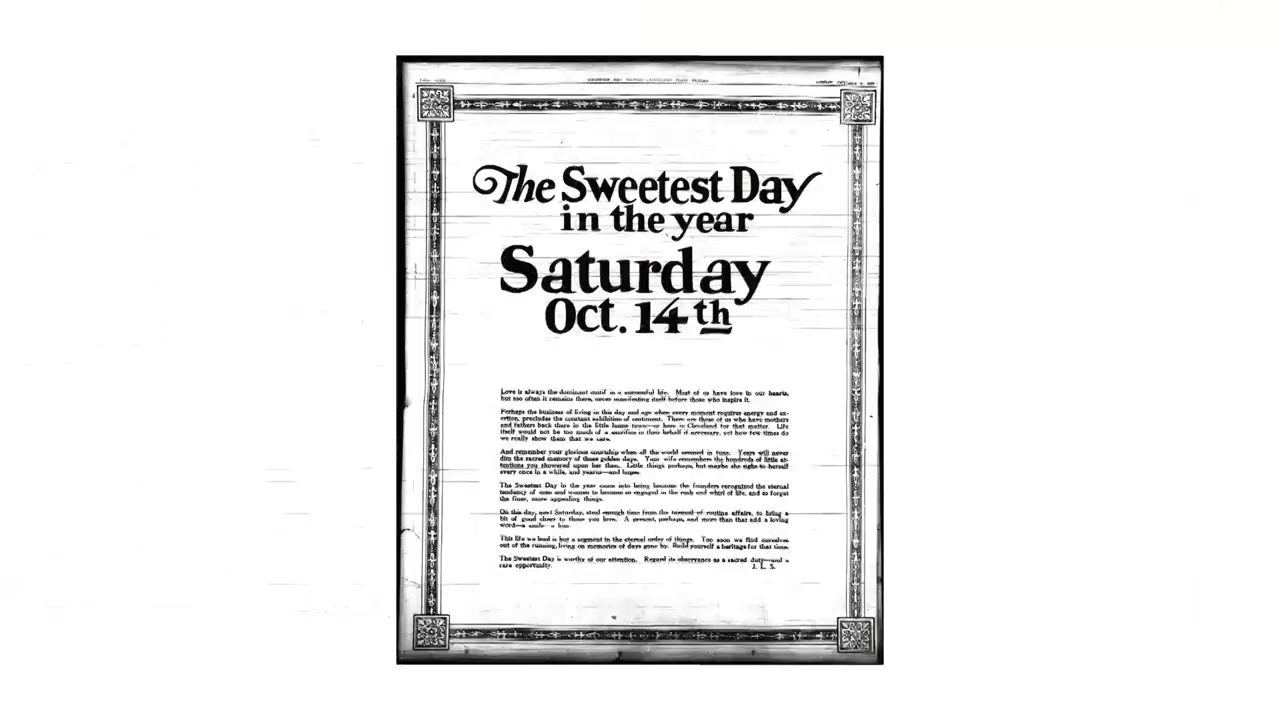 The Sweetest Day
in the year
Saturday
Oct. 14th
Love is always the dominant motif in a successful life. Most of us have love in our hearts,
but too often it remains there, never manifesting itself before those who inspire it.
Perhaps the business of living in this day and age when every moment requires energy and ex-
ertion, precludes the constant exhibition of sentiment. There are those of us who have mothers
and fathers back there in the little home town—or here in Cleveland for that matter. Life
itself would not be too much of a sacrifice in their behalf if necessary, yet how few times do
we really show them that we care.
And remember your glorious courtship when all the world seemed in tune. Years will never
dim the sacred memory of those golden days. Your wife remembers the hundreds of little at-
tentions you showered upon her then. Little things perhaps, but maybe she sighs to herself
every once in a while, and yearns—and hopes.
The Sweetest Day in the year came into being because the founders recognized the eternal
tendency of men and women to become so engaged in the rush and whirl of life, and to forget
the finer, more appealing things.
On this day, next Saturday, steal enough time from the turmoil of routine affairs, to bring a
bit of good cheer to those you love. A present, perhaps, and more than that add a loving
word—a smile—a kiss.
This life we lead is but a segment in the eternal order of things. Too soon we find ourselves
out of the running, living on memories of days gone by. Build yourself a heritage for that time.
The Sweetest Day is worthy of our attention. Regard its observance as a sacred duty—and a
rare opportunity. J. L. S.